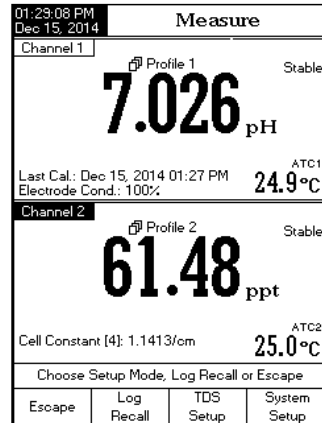 01:29:08 PM
Dec 15, 2014
Measure
Channel 1
Profile 1
Stable
7.026 pH
ATC1
Last Cal.: Dec 15, 2014 01:27 PM
Electrode Cond.: 100%
24.9°C
Channel 2
Profile 2
Stable
61.48 ppt
ATC2
Cell Constant [4]: 1.1413/cm
25.0°C
Choose Setup Mode, Log Recall or Escape
Escape
Log Recall
TDS Setup
System Setup